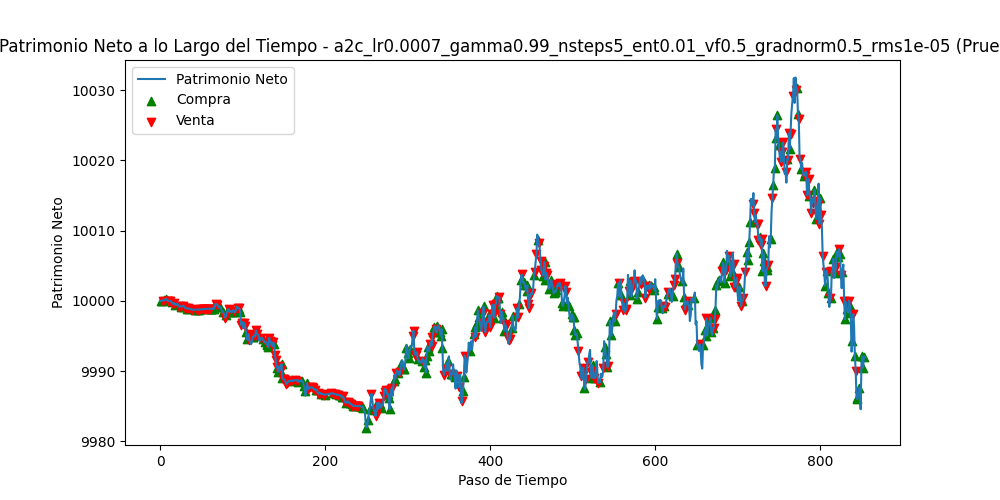 Patrimonio Neto a lo Largo del Tiempo - a2c_lr0.0007_gamma0.99_nsteps5_ent0.01_vf0.5_gradnorm0.5_rms1e-05 (Prue
Patrimonio Neto
Compra
Venta
10030
10020
10010
10000
9990
9980
Patrimonio Neto
0 200 400 600 800
Paso de Tiempo